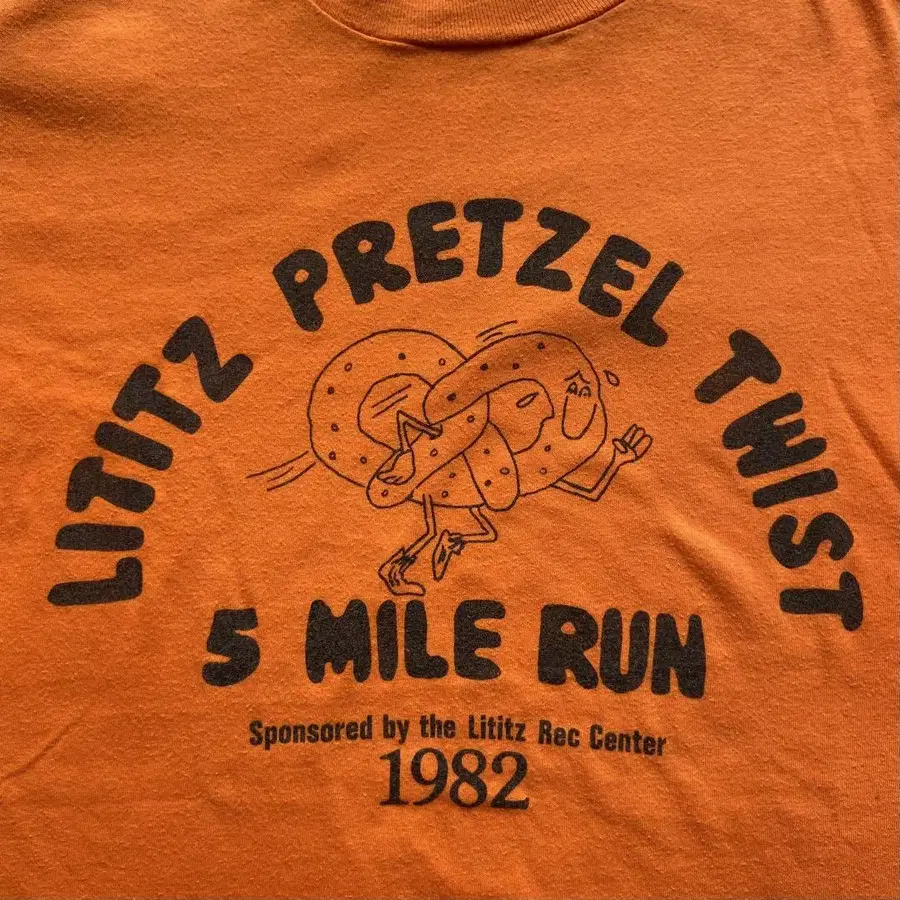 LITITZ PRETZEL TWIST
5 MILE RUN
Sponsored by the Lititz Rec Center
1982